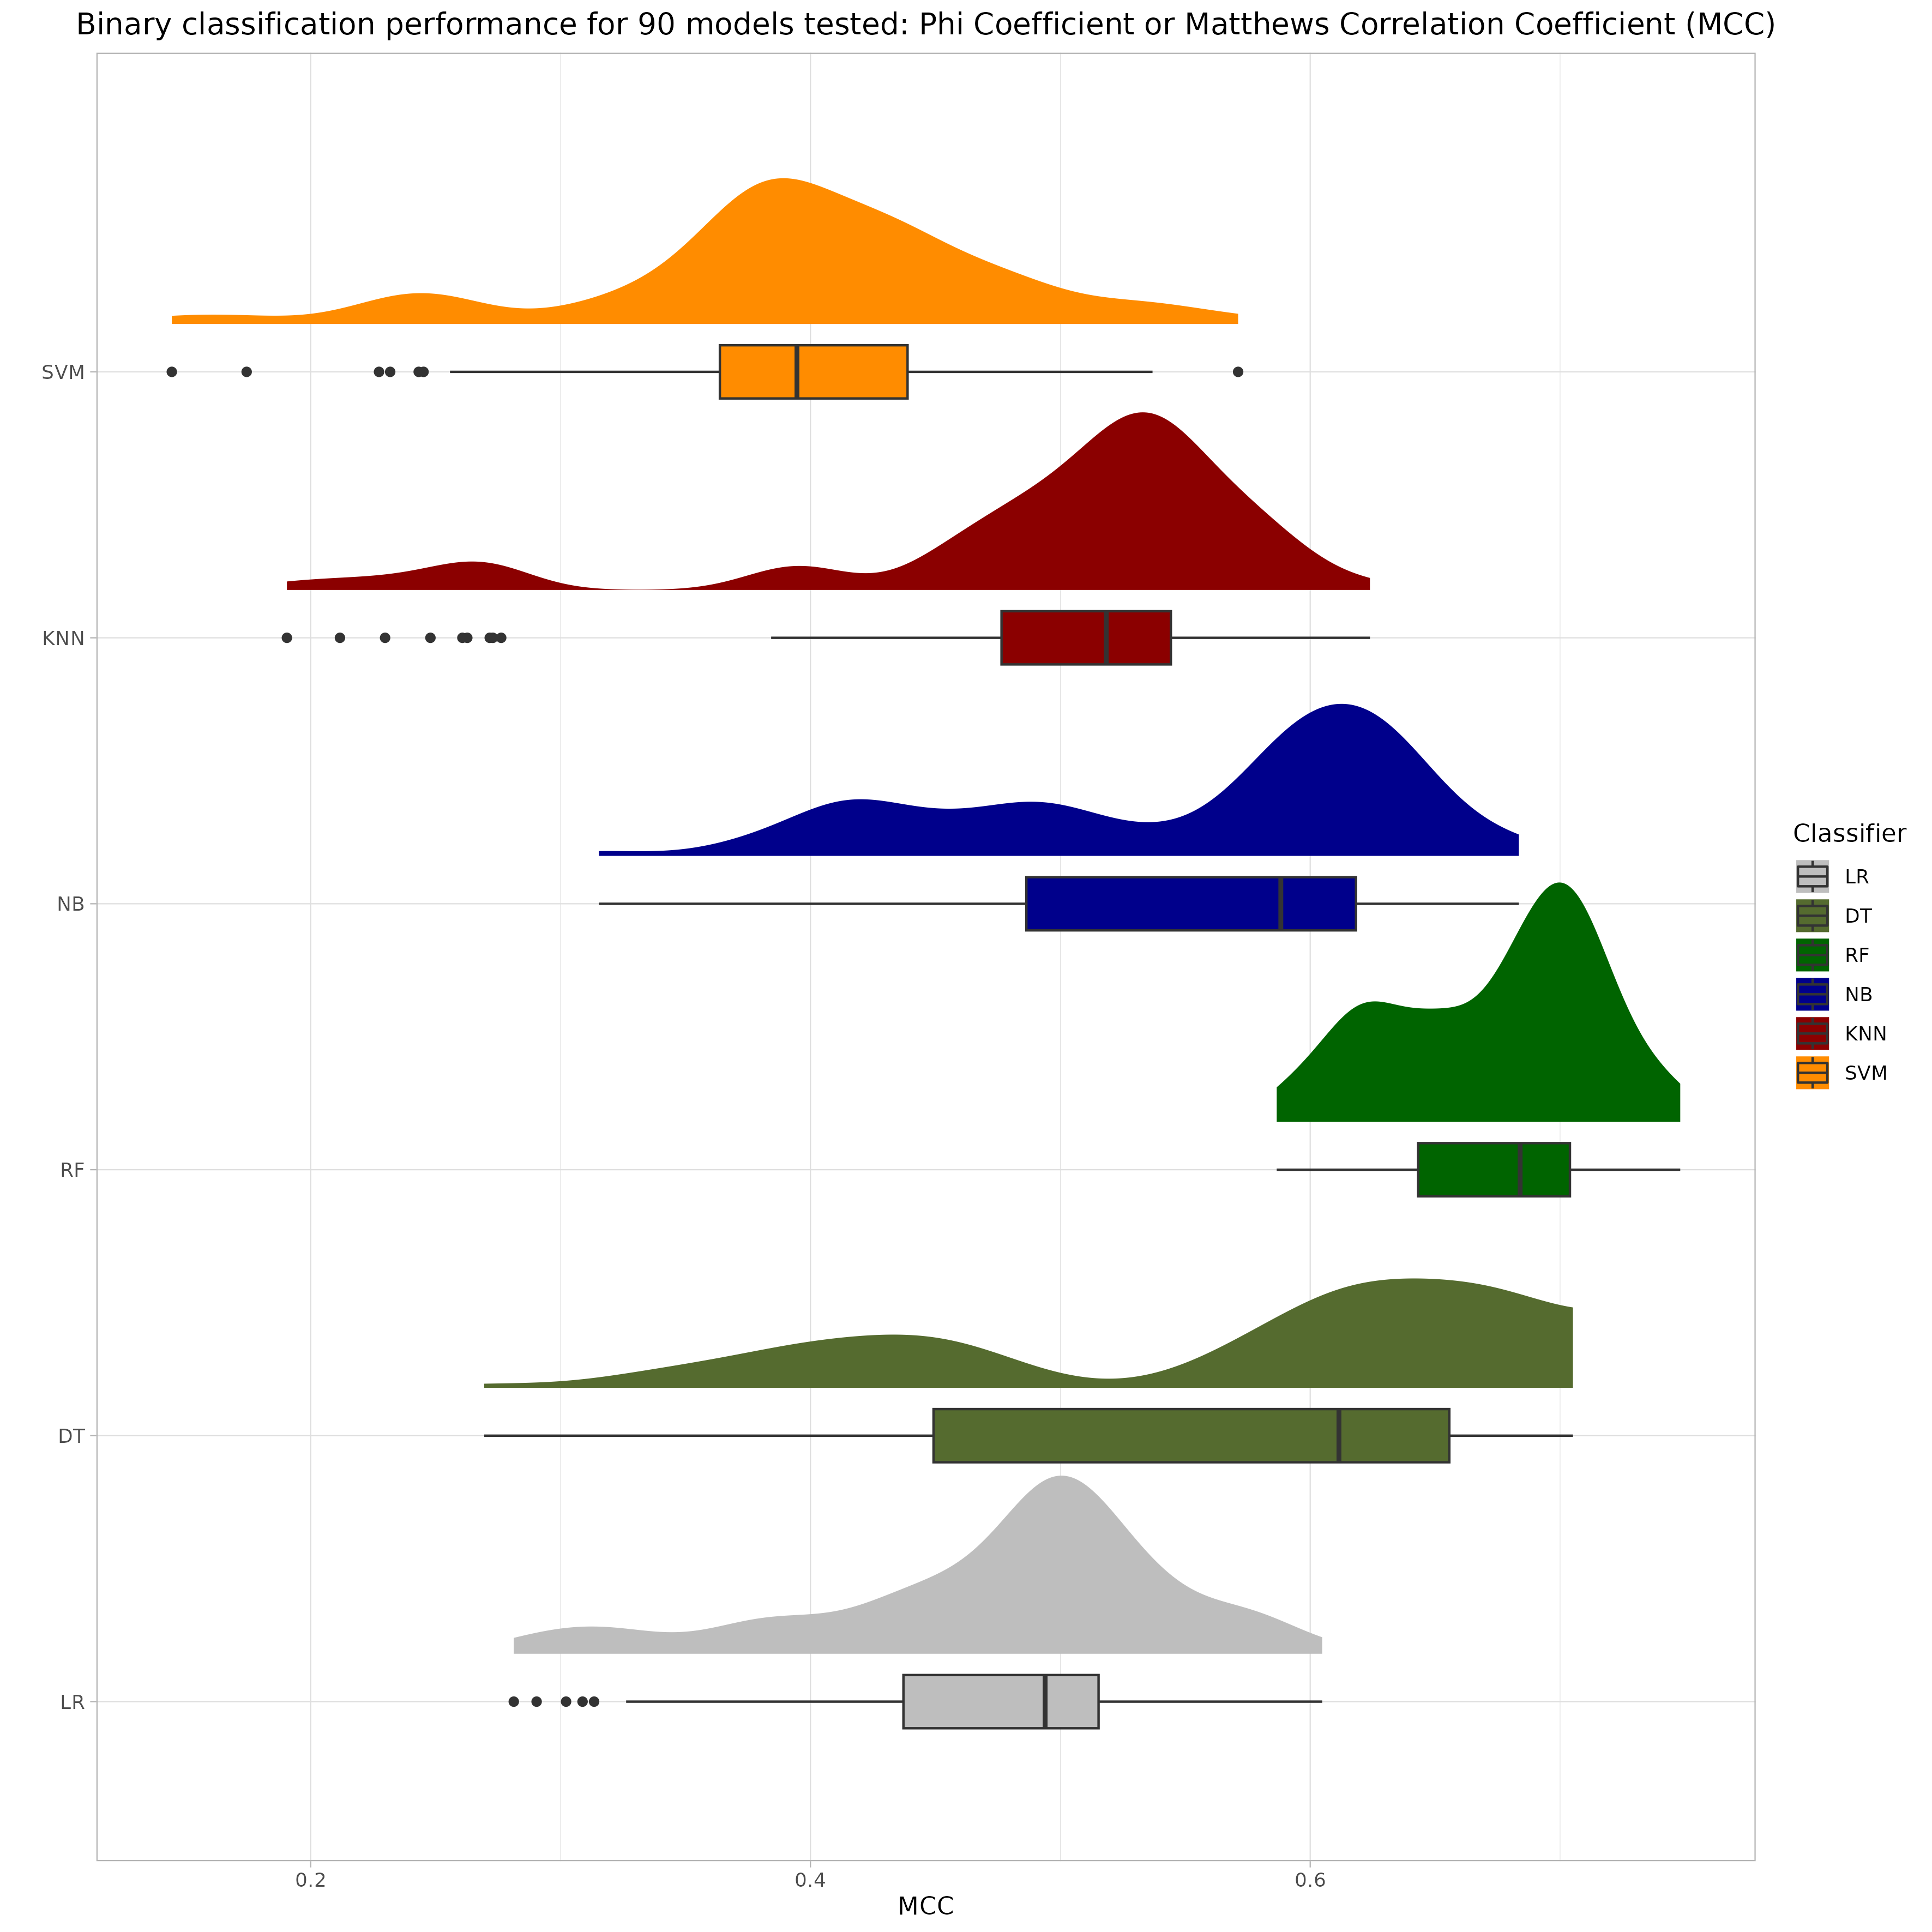 Binary classification performance for 90 models tested: Phi Coefficient or Matthews Correlation Coefficient (MCC)
SVM
KNN
NB
RF
DT
LR
0.2 0.4 0.6
MCC
Classifier
LR
DT
RF
NB
KNN
SVM